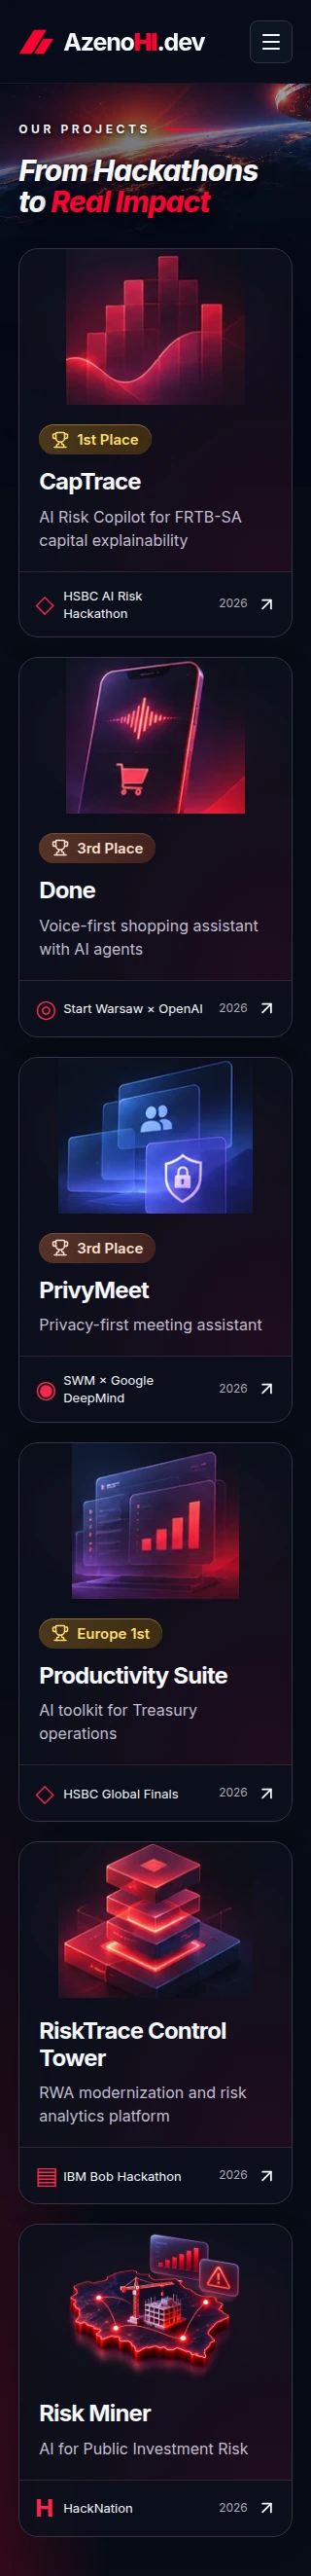 AzenoHI.dev
OUR PROJECTS
From Hackathons
to Real Impact
1st Place
CapTrace
AI Risk Copilot for FRTB-SA
capital explainability
HSBC AI Risk
Hackathon
2026
3rd Place
Done
Voice-first shopping assistant
with AI agents
Start Warsaw × OpenAI
2026
3rd Place
PrivyMeet
Privacy-first meeting assistant
SWM × Google
DeepMind
2026
Europe 1st
Productivity Suite
AI toolkit for Treasury
operations
HSBC Global Finals
2026
RiskTrace Control
Tower
RWA modernization and risk
analytics platform
IBM Bob Hackathon
2026
Risk Miner
AI for Public Investment Risk
H HackNation
2026